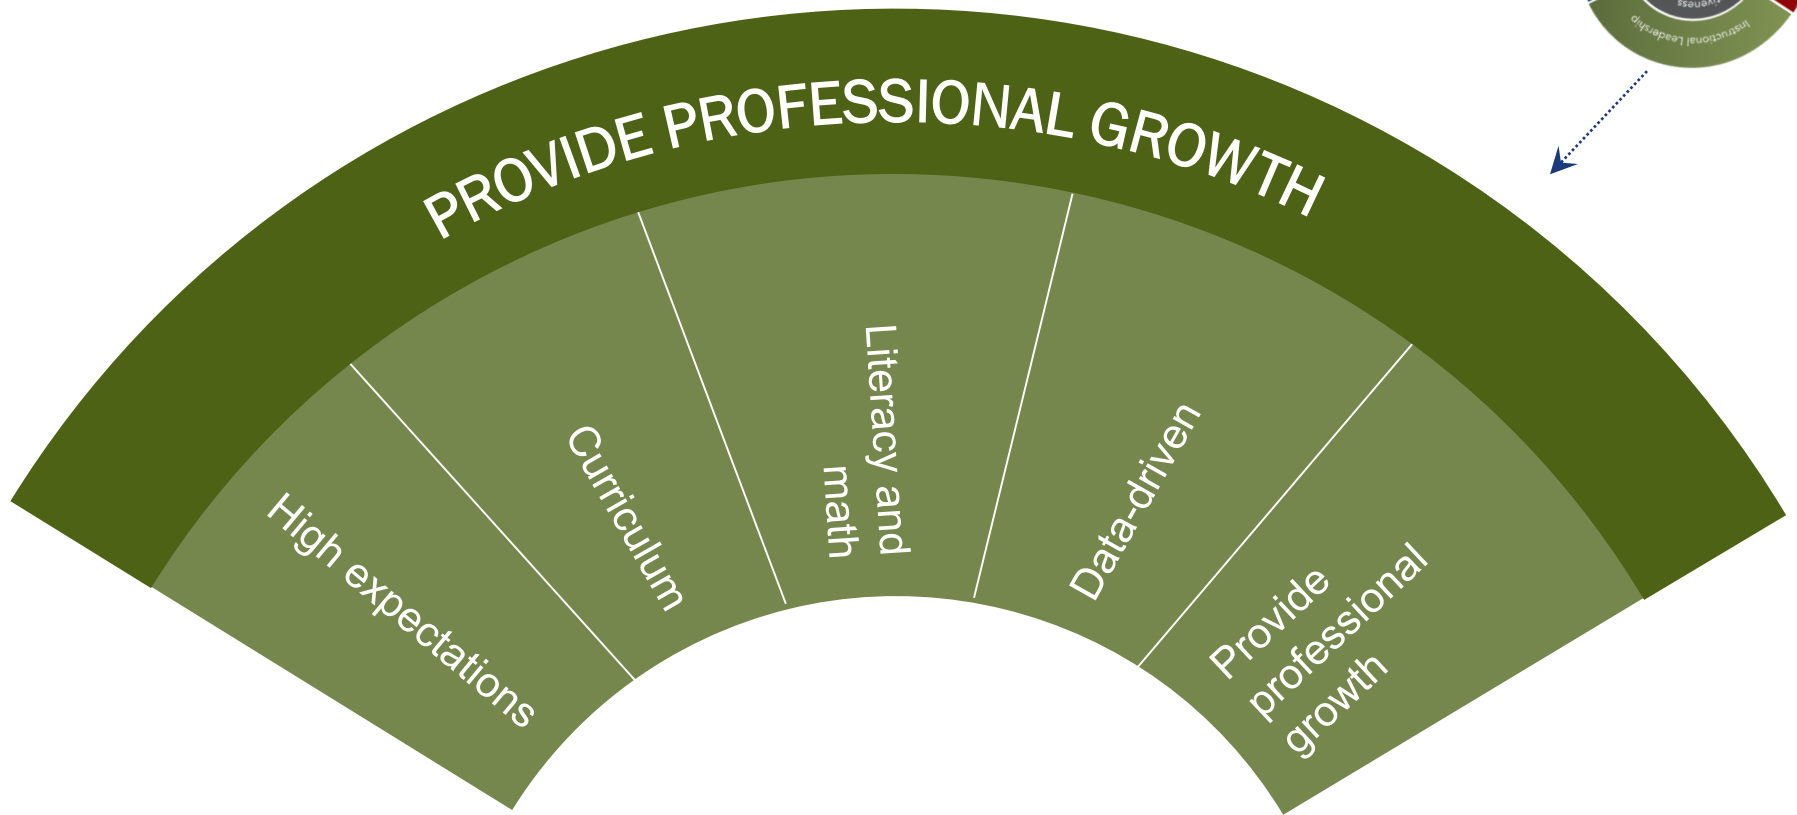 Instructional Leadership
PROVIDE PROFESSIONAL GROWTH
High expectations
Curriculum
Literacy and
math
Data-driven
Provide
professional
growth